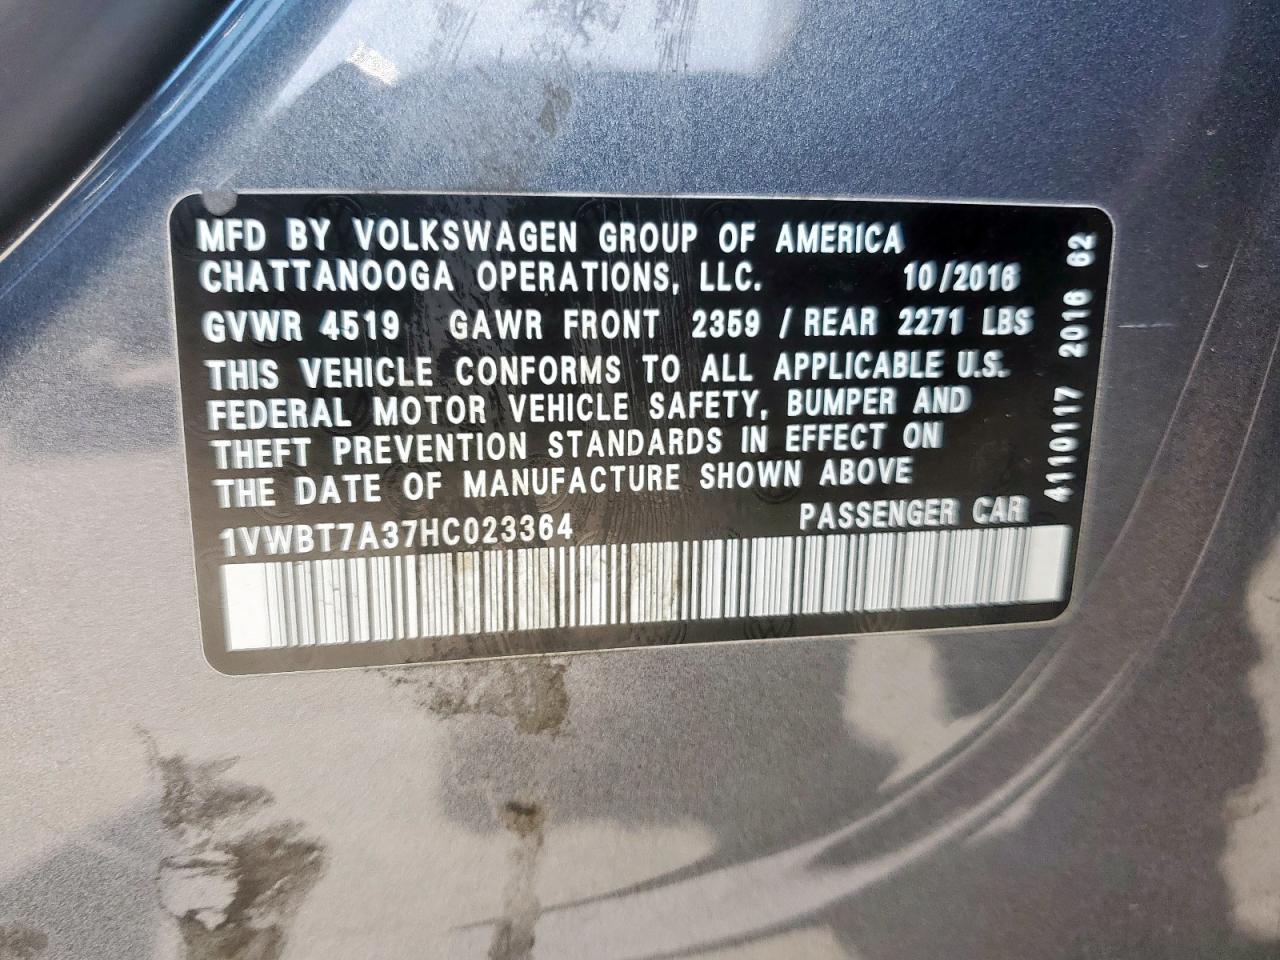 MFD BY VOLKSWAGEN GROUP OF AMERICA
CHATTANOOGA OPERATIONS, LLC. 10/2016
GVWR 4519 GAWR FRONT 2359 / REAR 2271 LBS
THIS VEHICLE CONFORMS TO ALL APPLICABLE U.S.
FEDERAL MOTOR VEHICLE SAFETY, BUMPER AND
THEFT PREVENTION STANDARDS IN EFFECT ON
THE DATE OF MANUFACTURE SHOWN ABOVE
1VWBT7A37HC023364 PASSENGER CAR
4110117 2016 62